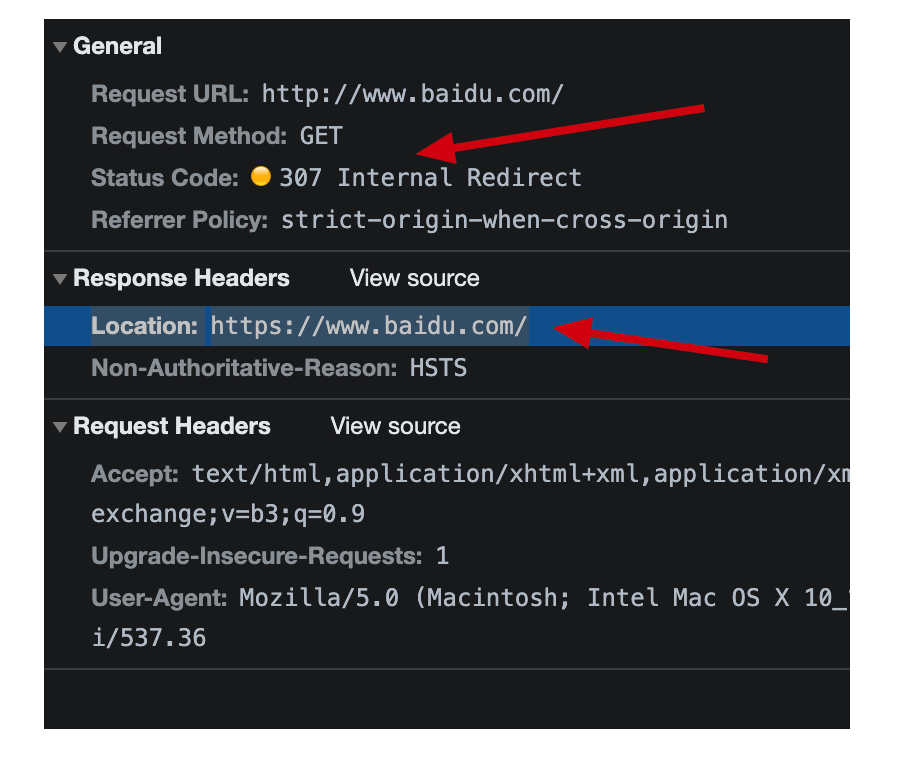 General
Request URL: http://www.baidu.com/
Request Method: GET
Status Code: 307 Internal Redirect
Referrer Policy: strict-origin-when-cross-origin
Response Headers View source
Location: https://www.baidu.com/
Non-Authoritative-Reason: HSTS
Request Headers View source
Accept: text/html,application/xhtml+xml,application/xm
exchange;v=b3;q=0.9
Upgrade-Insecure-Requests: 1
User-Agent: Mozilla/5.0 (Macintosh; Intel Mac OS X 10_
i/537.36